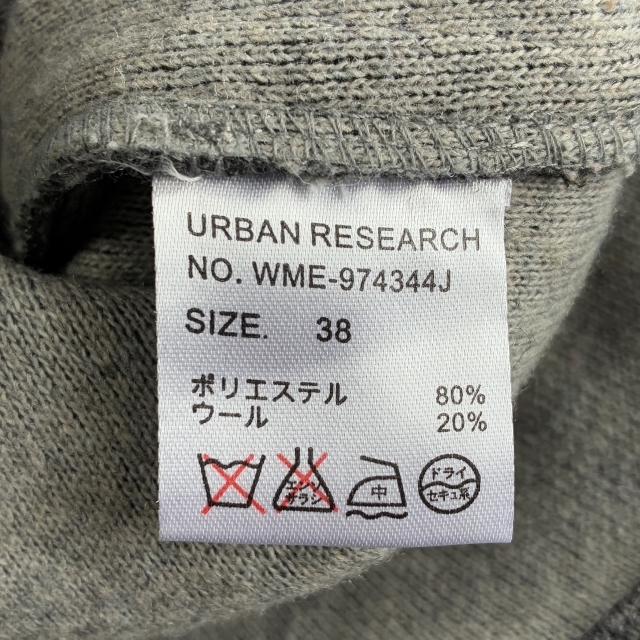 URBAN RESEARCH
NO. WME-974344J
SIZE. 38
ポリエステル 80%
ウール 20%
エンソ
サラシ
中
ドライ
セキユ系